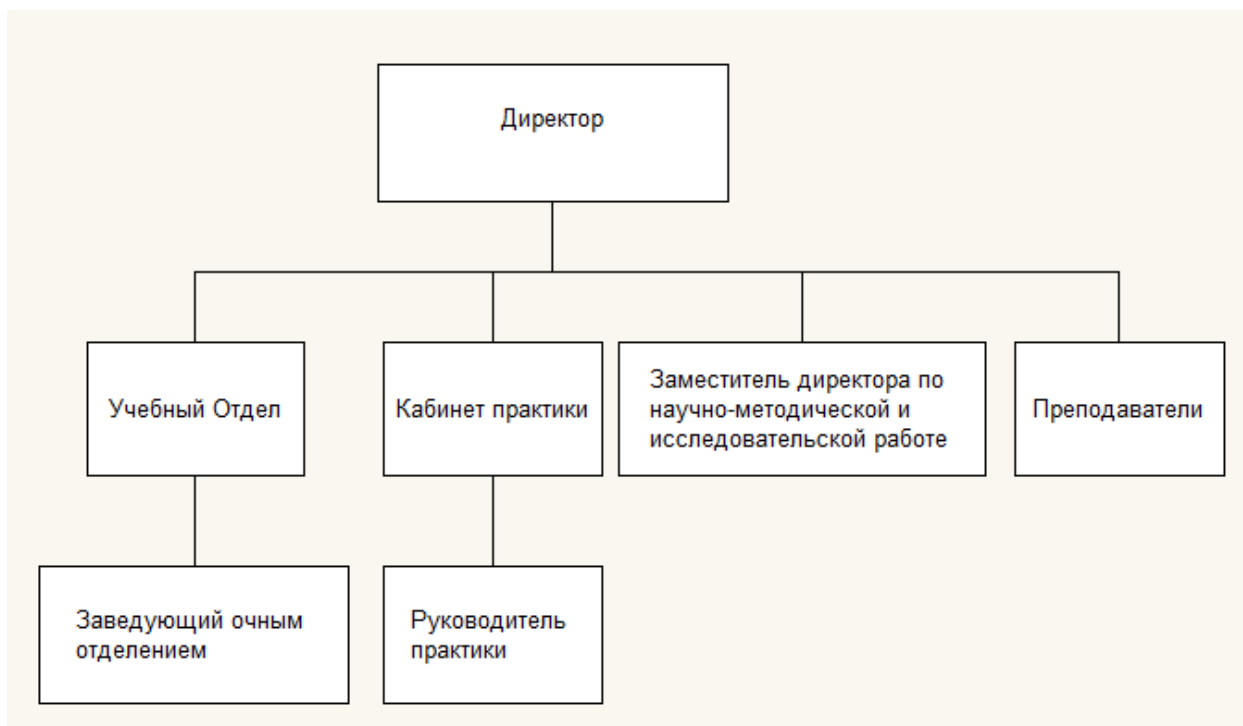 Директор
Учебный Отдел
Кабинет практики
Заместитель директора по
научно-методической и
исследовательской работе
Преподаватели
Заведующий очным
отделением
Руководитель
практики